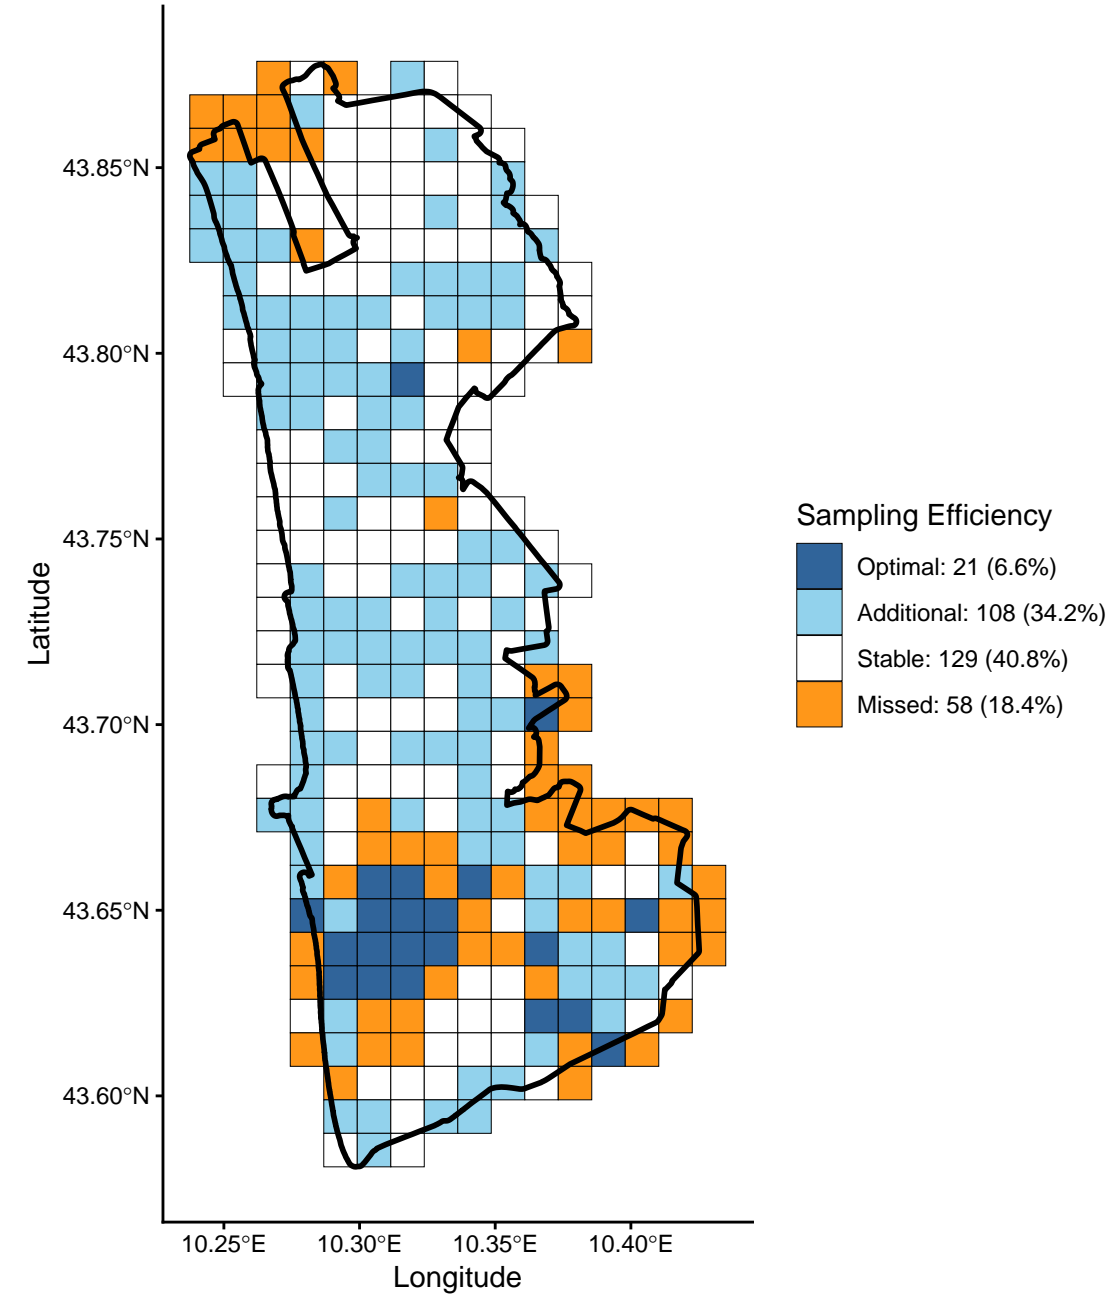 43.85°N
43.80°N
43.75°N
43.70°N
43.65°N
43.60°N
Latitude
10.25°E
10.30°E
10.35°E
10.40°E
Longitude
Sampling Efficiency
Optimal: 21 (6.6%)
Additional: 108 (34.2%)
Stable: 129 (40.8%)
Missed: 58 (18.4%)